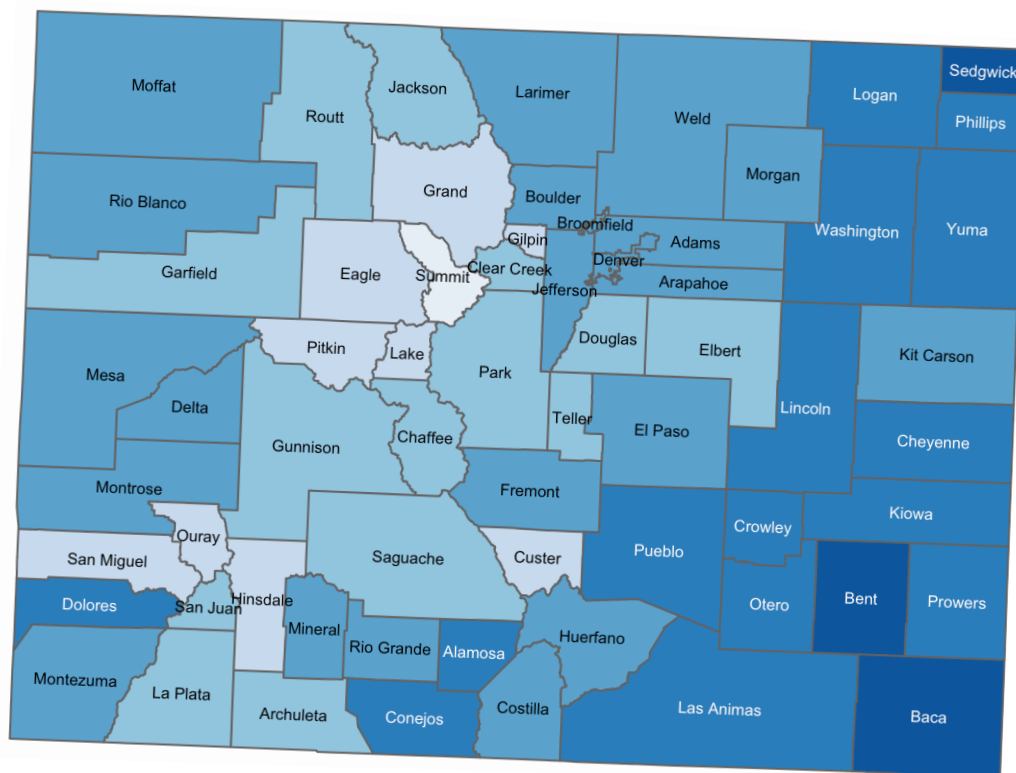 Moffat
Routt
Jackson
Larimer
Weld
Logan
Sedgwick
Phillips
Rio Blanco
Grand
Boulder
Morgan
Broomfield
Gilpin
Adams
Washington
Yuma
Garfield
Eagle
Summit
Clear Creek
Denver
Jefferson
Arapahoe
Mesa
Pitkin
Lake
Park
Douglas
Elbert
Kit Carson
Delta
Lincoln
Gunnison
Chaffee
Teller
El Paso
Cheyenne
Montrose
Fremont
Kiowa
Ouray
San Miguel
Saguache
Custer
Pueblo
Crowley
Dolores
San Juan
Hinsdale
Mineral
Otero
Bent
Prowers
Rio Grande
Alamosa
Huerfano
Montezuma
La Plata
Archuleta
Conejos
Costilla
Las Animas
Baca